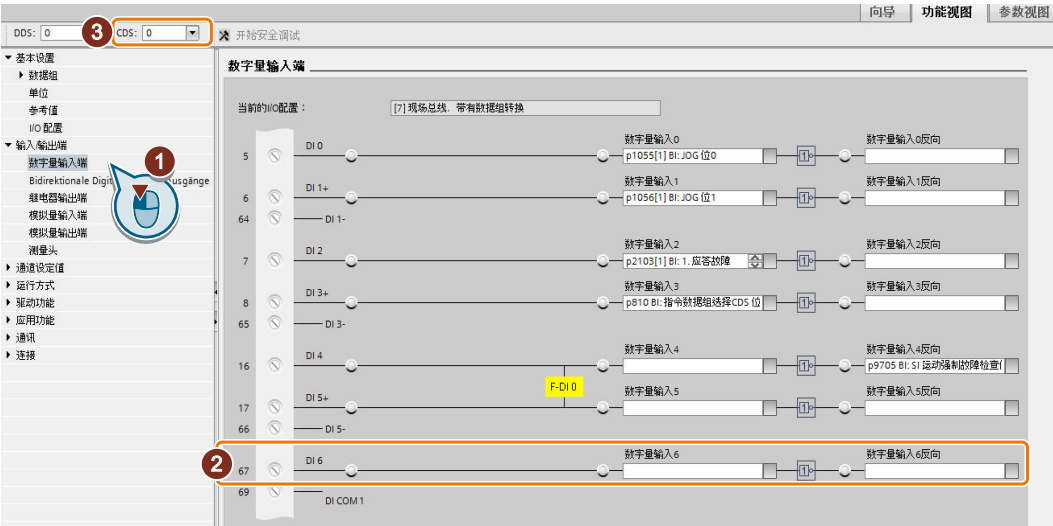 向导 功能视图 参数视图
DDS: 0 3 CDS: 0 开始安全调试
基本设置
数据组
单位
参考值
I/O 配置
输入/输出端
数字量输入端 1
Bidirektionale Digit usgänge
继电器输出端
模拟量输入端
模拟量输出端
测量头
通道设定值
运行方式
驱动功能
应用功能
通讯
连接
数字量输入端
当前的I/O配置: [7] 现场总线,带有数据组转换
数字量输入0 数字量输入0反向
5 DI 0 p1055[1] BI: JOG 位0 1
数字量输入1 数字量输入1反向
6 DI 1+ p1056[1] BI: JOG 位1 1
64 DI 1-
数字量输入2 数字量输入2反向
7 DI 2 p2103[1] BI: 1. 应答故障 1
数字量输入3 数字量输入3反向
8 DI 3+ p810 BI: 指令数据组选择CDS 位 1
65 DI 3-
数字量输入4 数字量输入4反向
16 DI 4 1 p9705 BI: SI 运动强制故障检查(
F-DI 0
数字量输入5 数字量输入5反向
17 DI 5+ 1
66 DI 5-
数字量输入6 数字量输入6反向
2 67 DI 6 1
69 DI COM 1